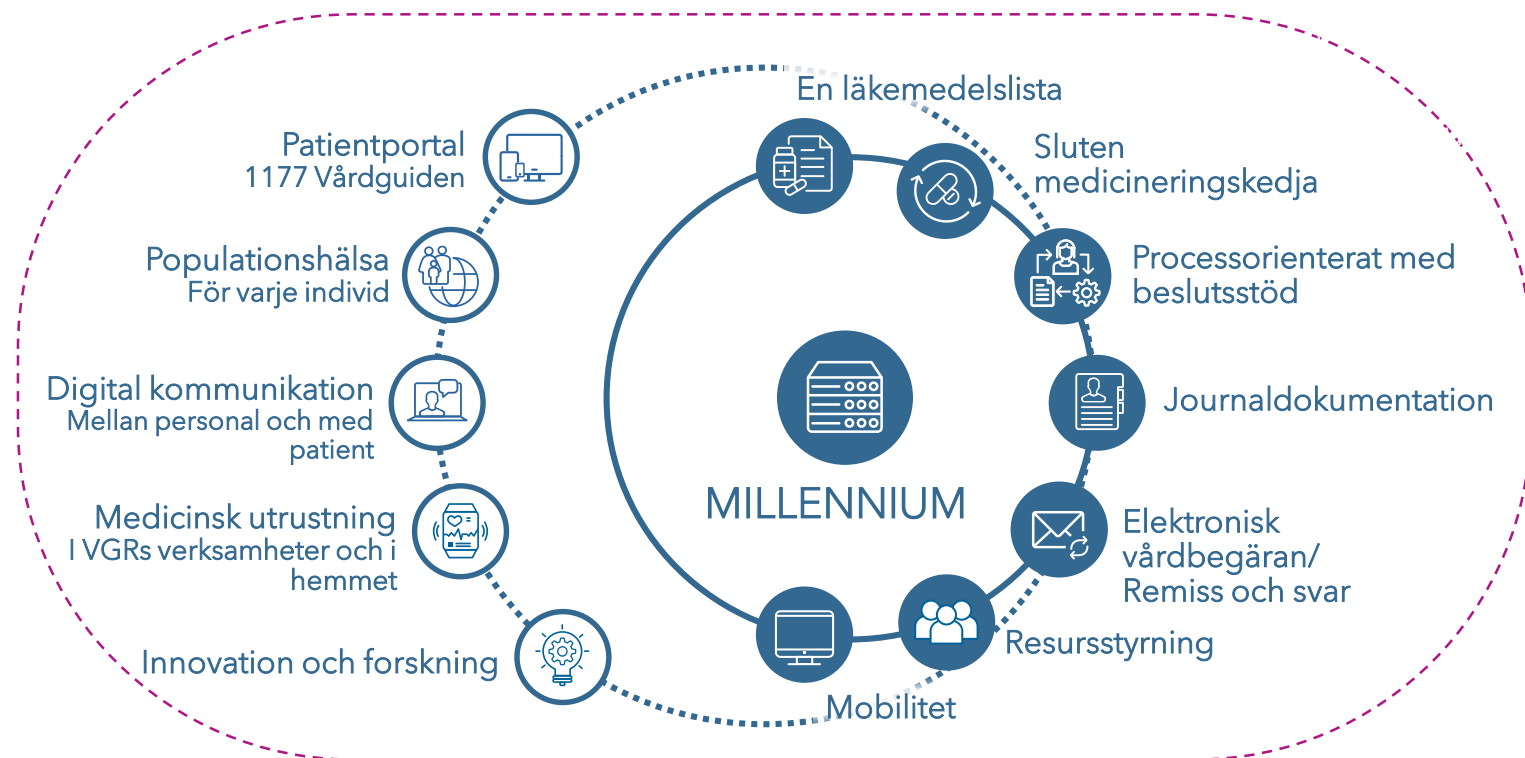 En läkemedelslista
Patientportal
1177 Vårdguiden
Sluten
medicineringskedja
Populationshälsa
För varje individ
Processorienterat med
beslutsstöd
Digital kommunikation
Mellan personal och med
patient
Journaldokumentation
MILLENNIUM
Medicinsk utrustning
I VGRs verksamheter och i
hemmet
Elektronisk
vårdbegäran/
Remiss och svar
Innovation och forskning
Resursstyrning
Mobilitet